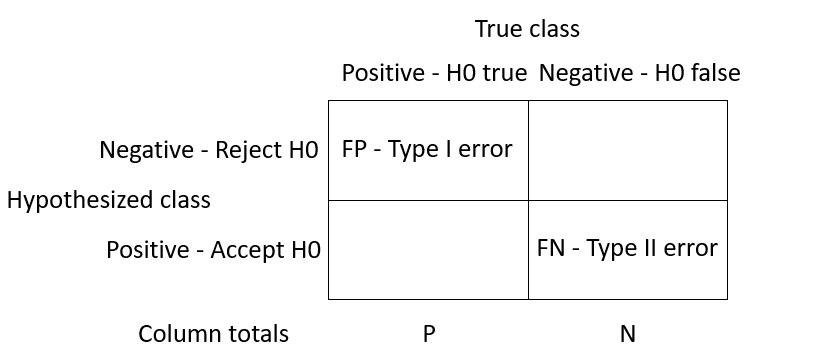 True class
Positive - H0 true Negative - H0 false
Negative - Reject H0 FP - Type I error
Hypothesized class
Positive - Accept H0 FN - Type II error
Column totals P N